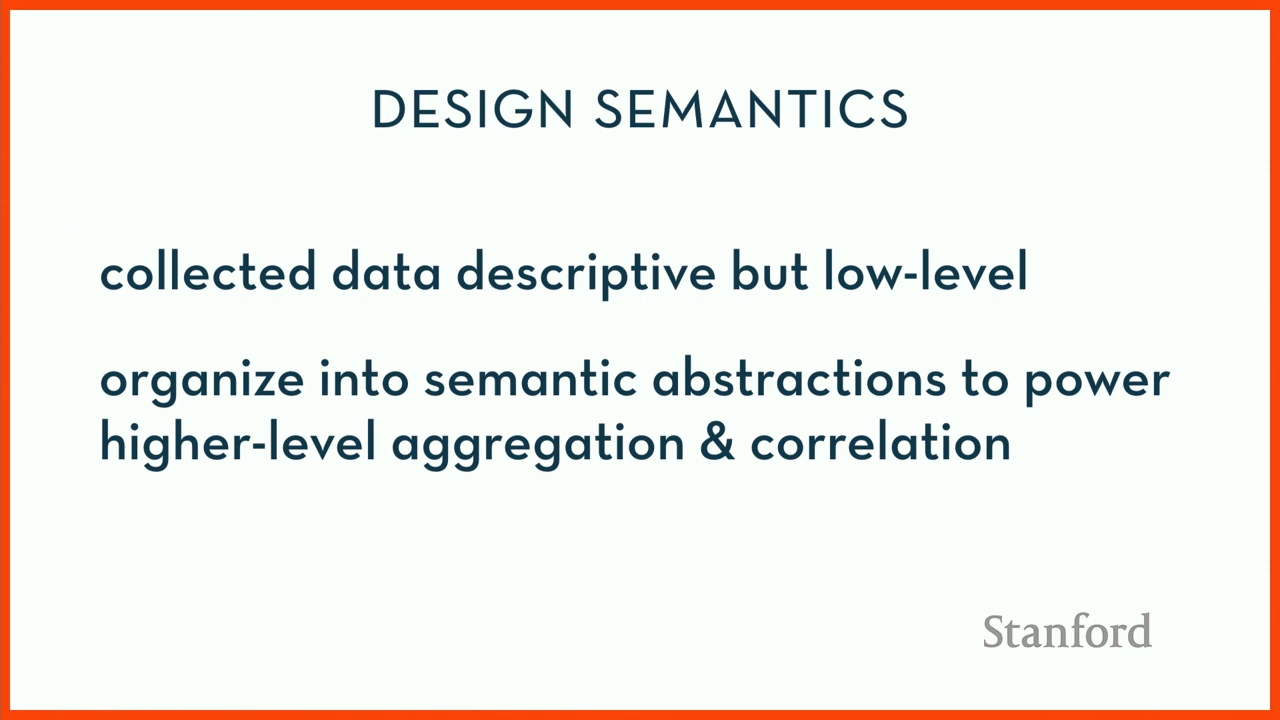 DESIGN SEMANTICS
collected data descriptive but low-level
organize into semantic abstractions to power
higher-level aggregation & correlation
Stanford